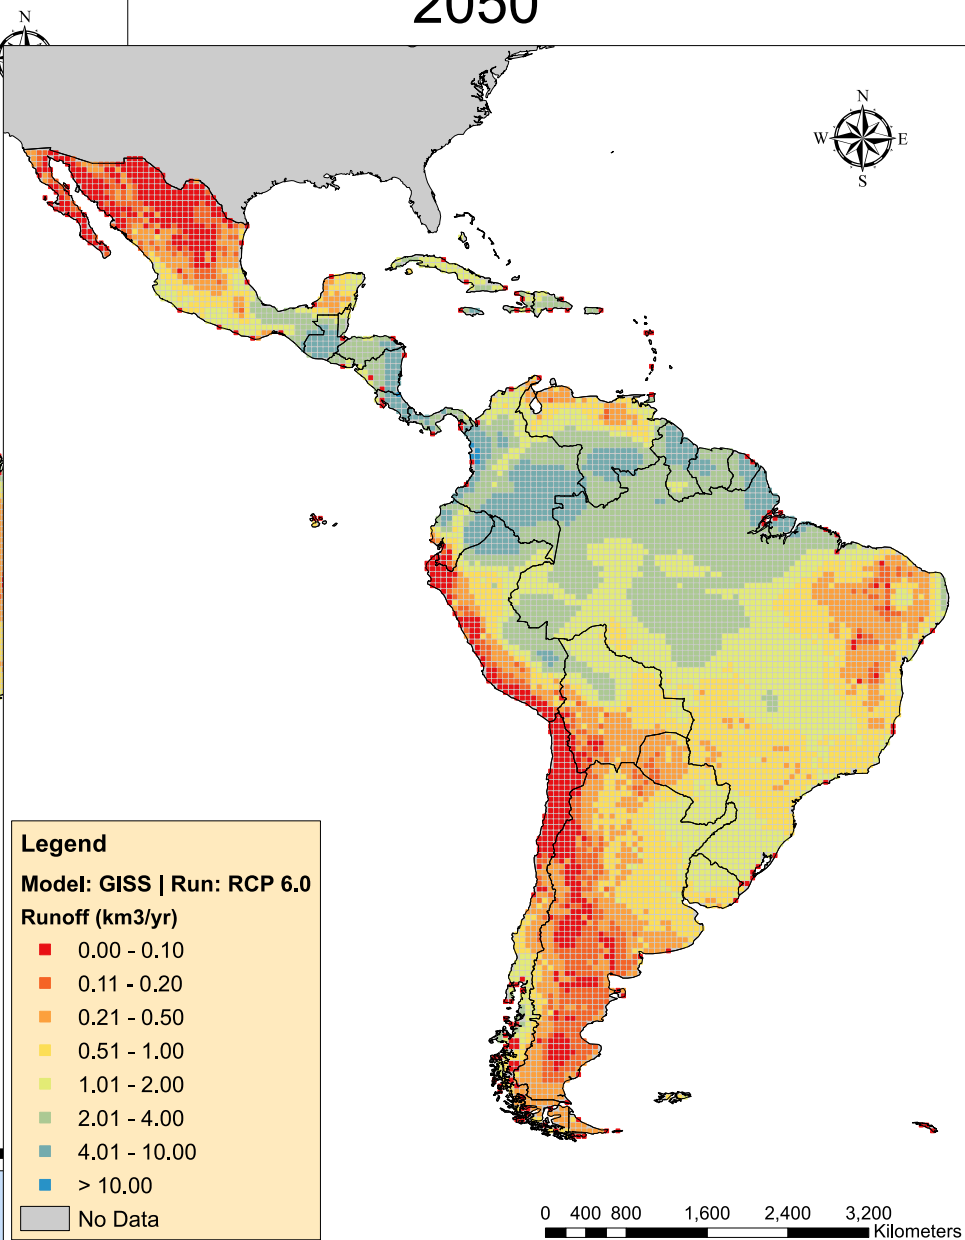 2050
N
N
W E
S
Legend
Model: GISS | Run: RCP 6.0
Runoff (km3/yr)
0.00 - 0.10
0.11 - 0.20
0.21 - 0.50
0.51 - 1.00
1.01 - 2.00
2.01 - 4.00
4.01 - 10.00
> 10.00
No Data
0 400 800 1,600 2,400 3,200
Kilometers